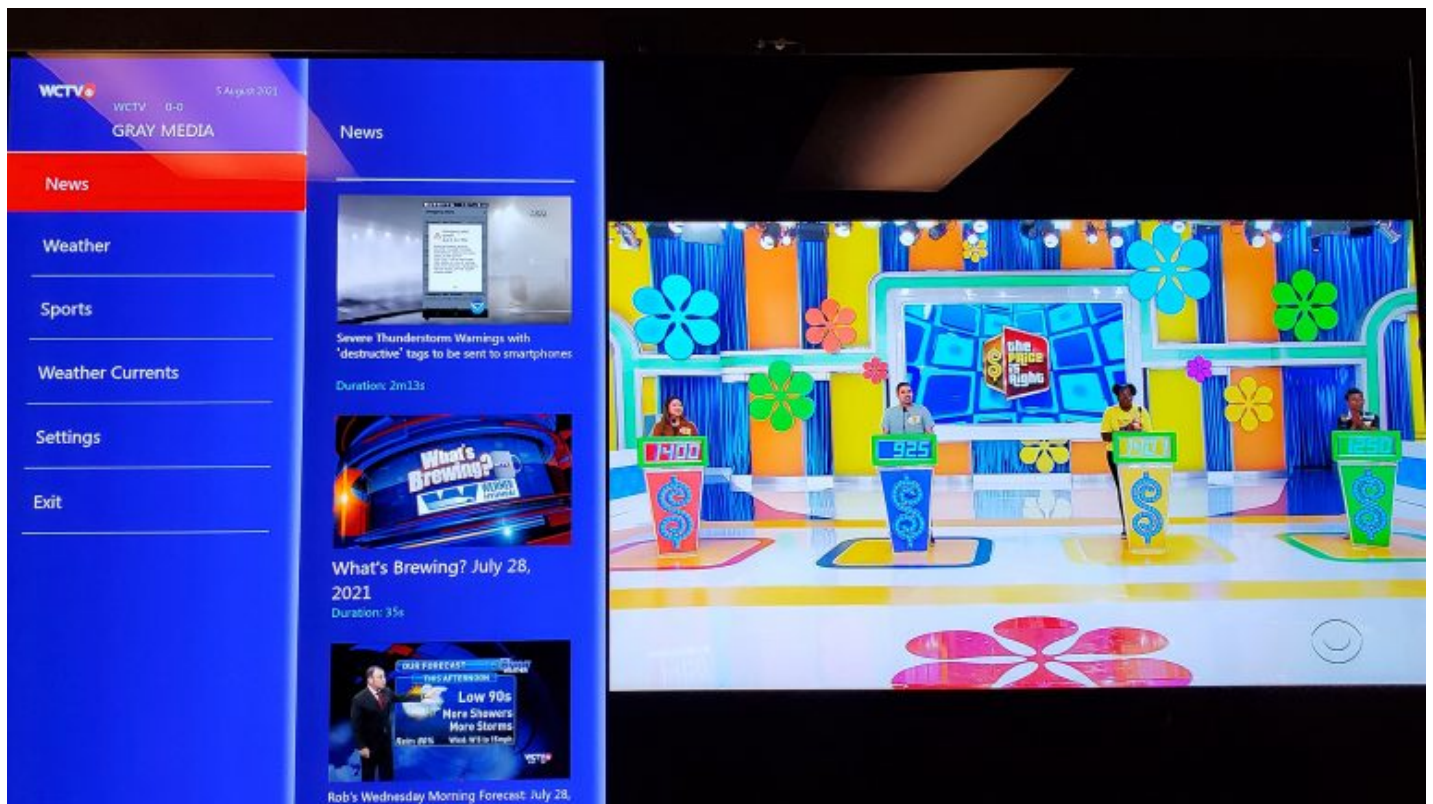 WCTV
5 August 2021
WCTV 0-0
GRAY MEDIA
News
Weather
Sports
Weather Currents
Settings
Exit
News
Severe Thunderstorm Warnings with
'destructive' tags to be sent to smartphones
Duration: 2m13s
What's
Brewing?
What's Brewing? July 28,
2021
Duration: 35s
OUR FORECAST
THIS AFTERNOON
Low 90s
More Showers
More Storms
Rain: 80%
WCTV
Rob's Wednesday Morning Forecast: July 28,
the
PRICE
is
Right
1400
925